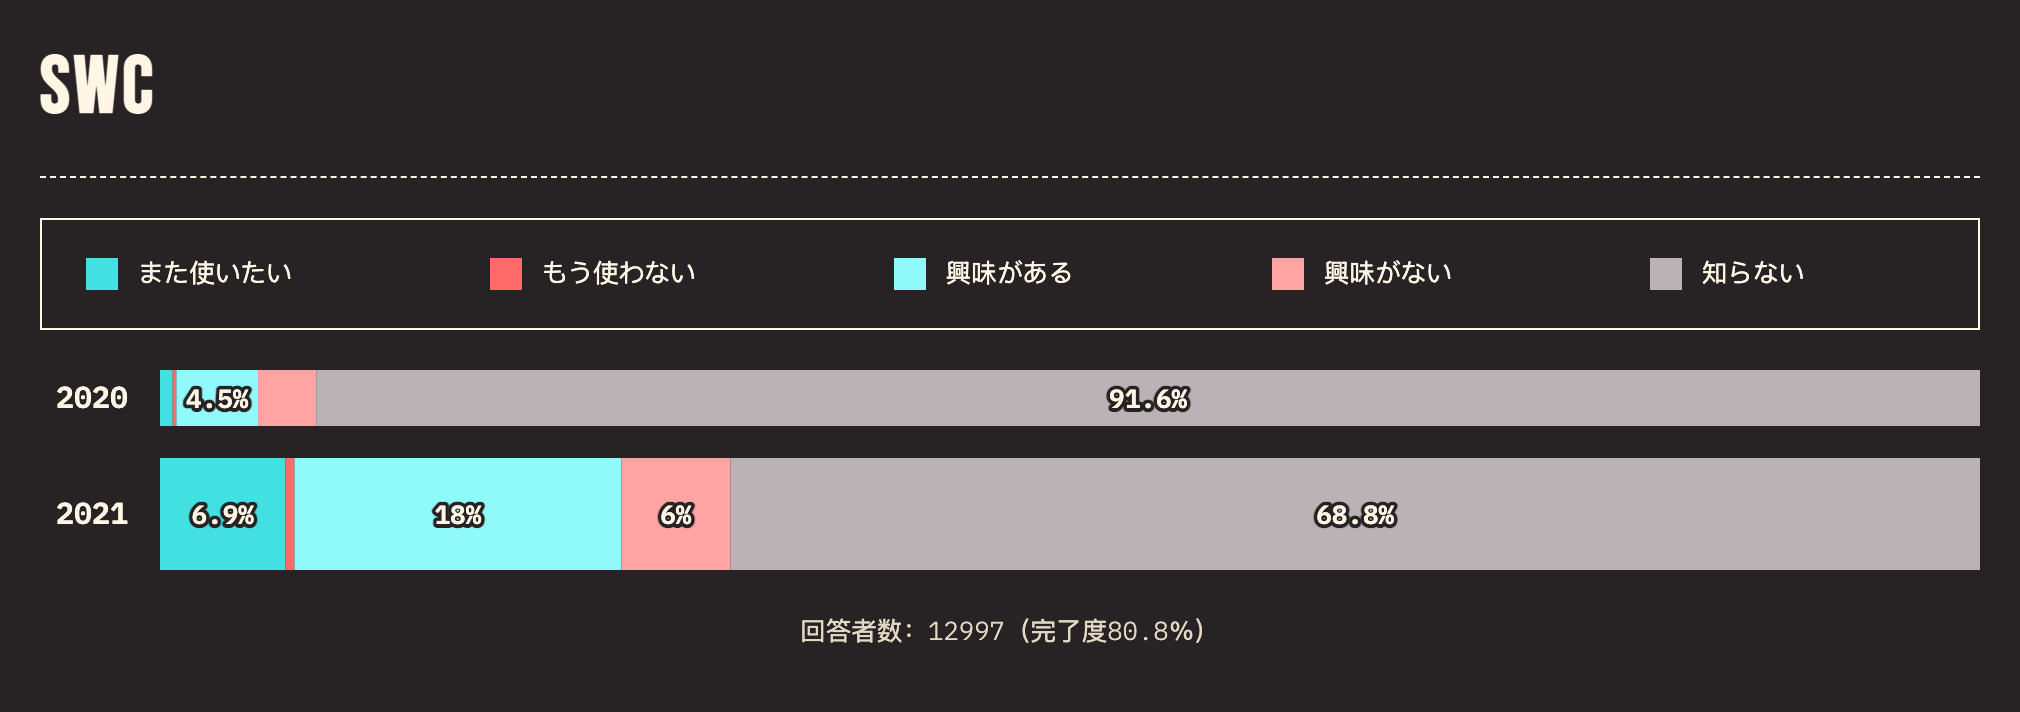 SWC
また使いたい もう使わない 興味がある 興味がない 知らない
2020 4.5% 91.6%
2021 6.9% 18% 6% 68.8%
回答者数: 12997 (完了度80.8%)